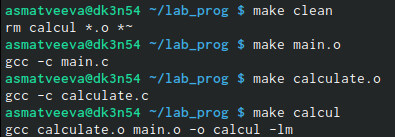 asmatveeva@dk3n54 ~/lab_prog $ make clean
rm calcul *.o *~
asmatveeva@dk3n54 ~/lab_prog $ make main.o
gcc -c main.c
asmatveeva@dk3n54 ~/lab_prog $ make calculate.o
gcc -c calculate.c
asmatveeva@dk3n54 ~/lab_prog $ make calcul
gcc calculate.o main.o -o calcul -lm